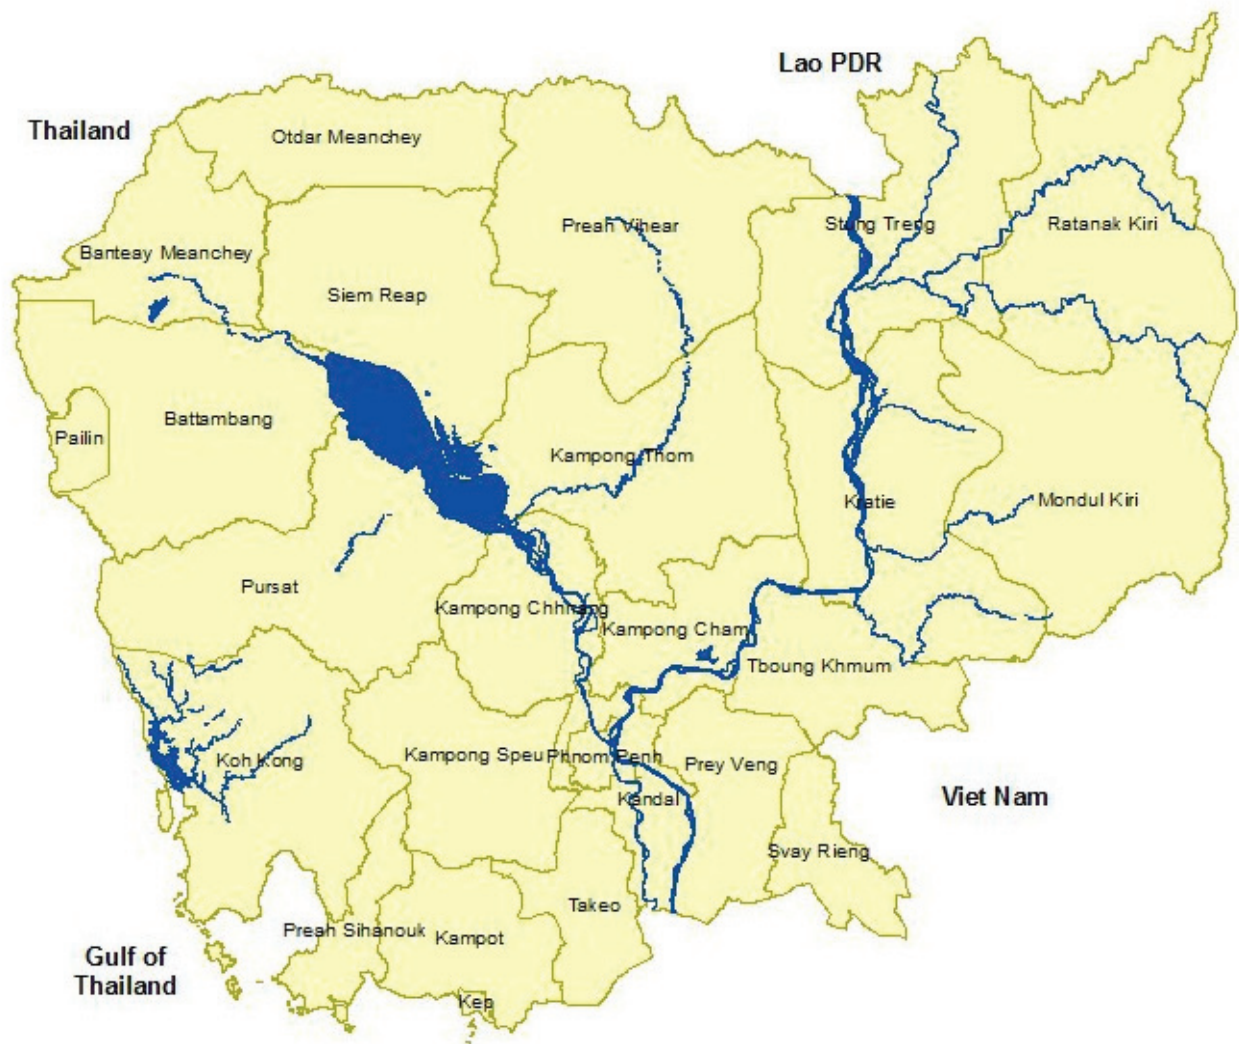 Lao PDR
Thailand
Otdar Meanchey
Preah Vihear
Stung Treng
Ratanak Kiri
Banteay Meanchey
Siem Reap
Battambang
Pailin
Kampong Thom
Kratie
Mondul Kiri
Pursat
Kampong Chhnang
Kampong Cham
Tboung Khmum
Koh Kong
Kampong Speu
Phnom Penh
Prey Veng
Kandal
Viet Nam
Svay Rieng
Takeo
Preah Sihanouk
Kampot
Gulf of
Thailand
Kep